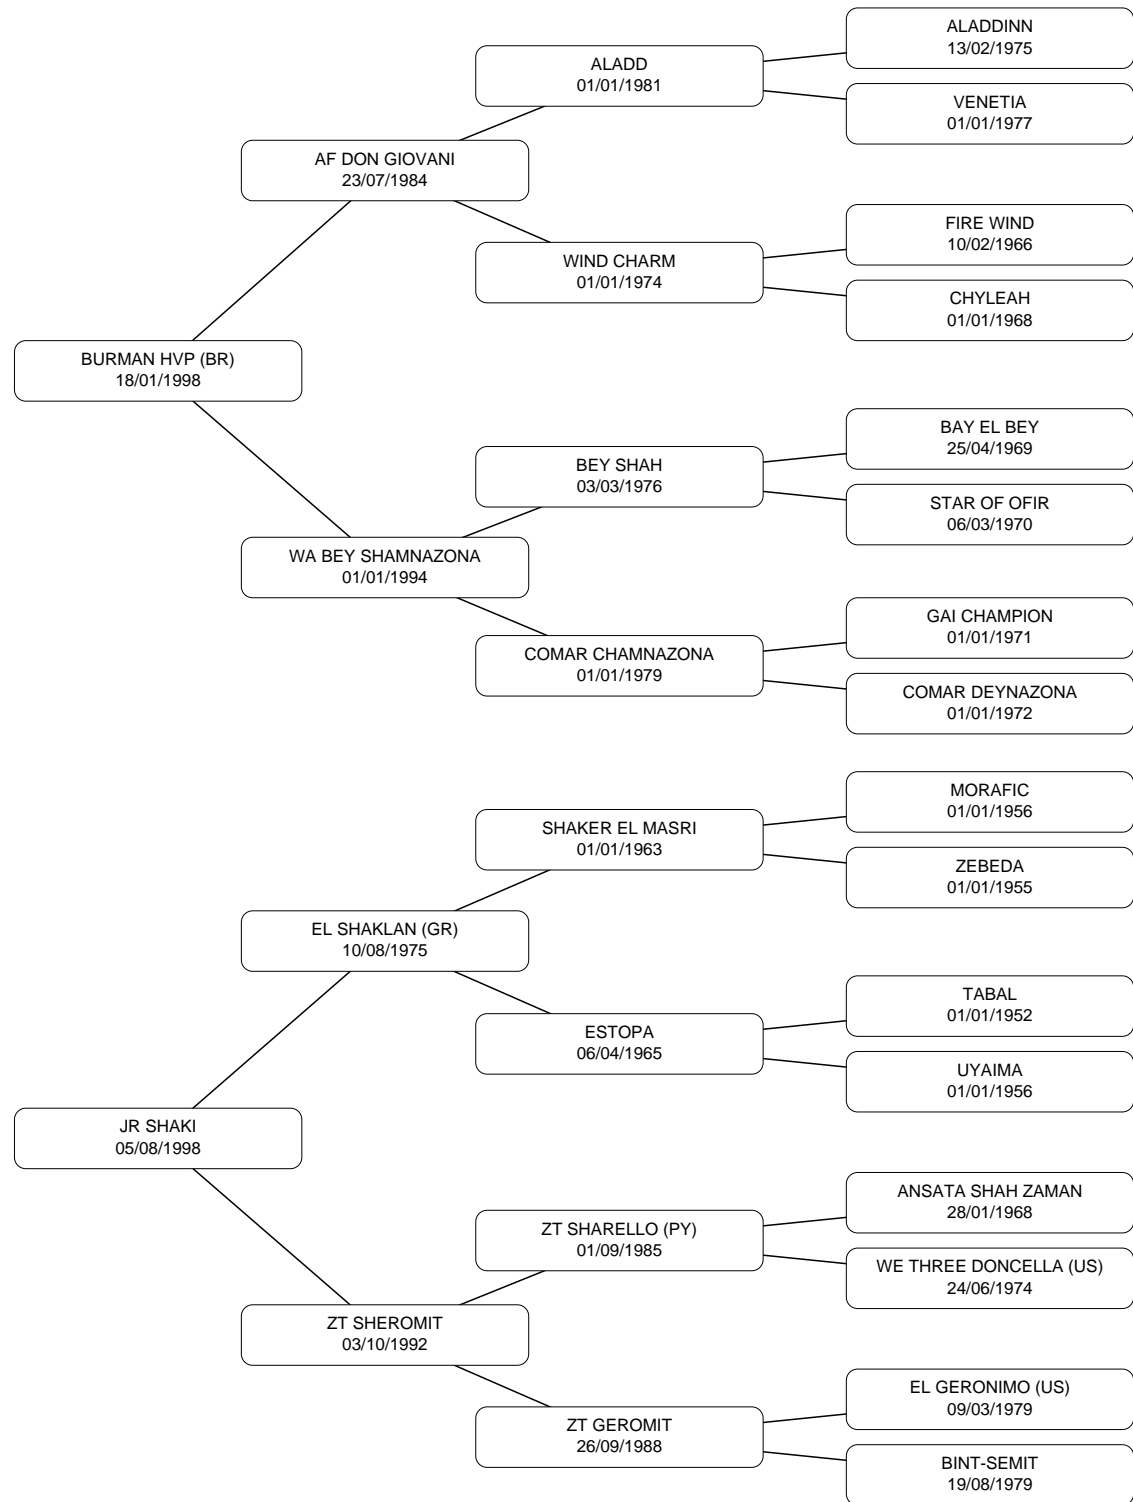 ALADDINN
13/02/1975
ALADD
01/01/1981
VENETIA
01/01/1977
AF DON GIOVANI
23/07/1984
FIRE WIND
10/02/1966
WIND CHARM
01/01/1974
CHYLEAH
01/01/1968
BURMAN HVP (BR)
18/01/1998
BAY EL BEY
25/04/1969
BEY SHAH
03/03/1976
STAR OF OFIR
06/03/1970
WA BEY SHAMNAZONA
01/01/1994
GAI CHAMPION
01/01/1971
COMAR CHAMNAZONA
01/01/1979
COMAR DEYNAZONA
01/01/1972
MORAFIC
01/01/1956
SHAKER EL MASRI
01/01/1963
ZEBEDA
01/01/1955
EL SHAKLAN (GR)
10/08/1975
TABAL
01/01/1952
ESTOPA
06/04/1965
UYAIMA
01/01/1956
JR SHAKI
05/08/1998
ANSATA SHAH ZAMAN
28/01/1968
ZT SHARELLO (PY)
01/09/1985
WE THREE DONCELLA (US)
24/06/1974
ZT SHEROMIT
03/10/1992
EL GERONIMO (US)
09/03/1979
ZT GEROMIT
26/09/1988
BINT-SEMIT
19/08/1979